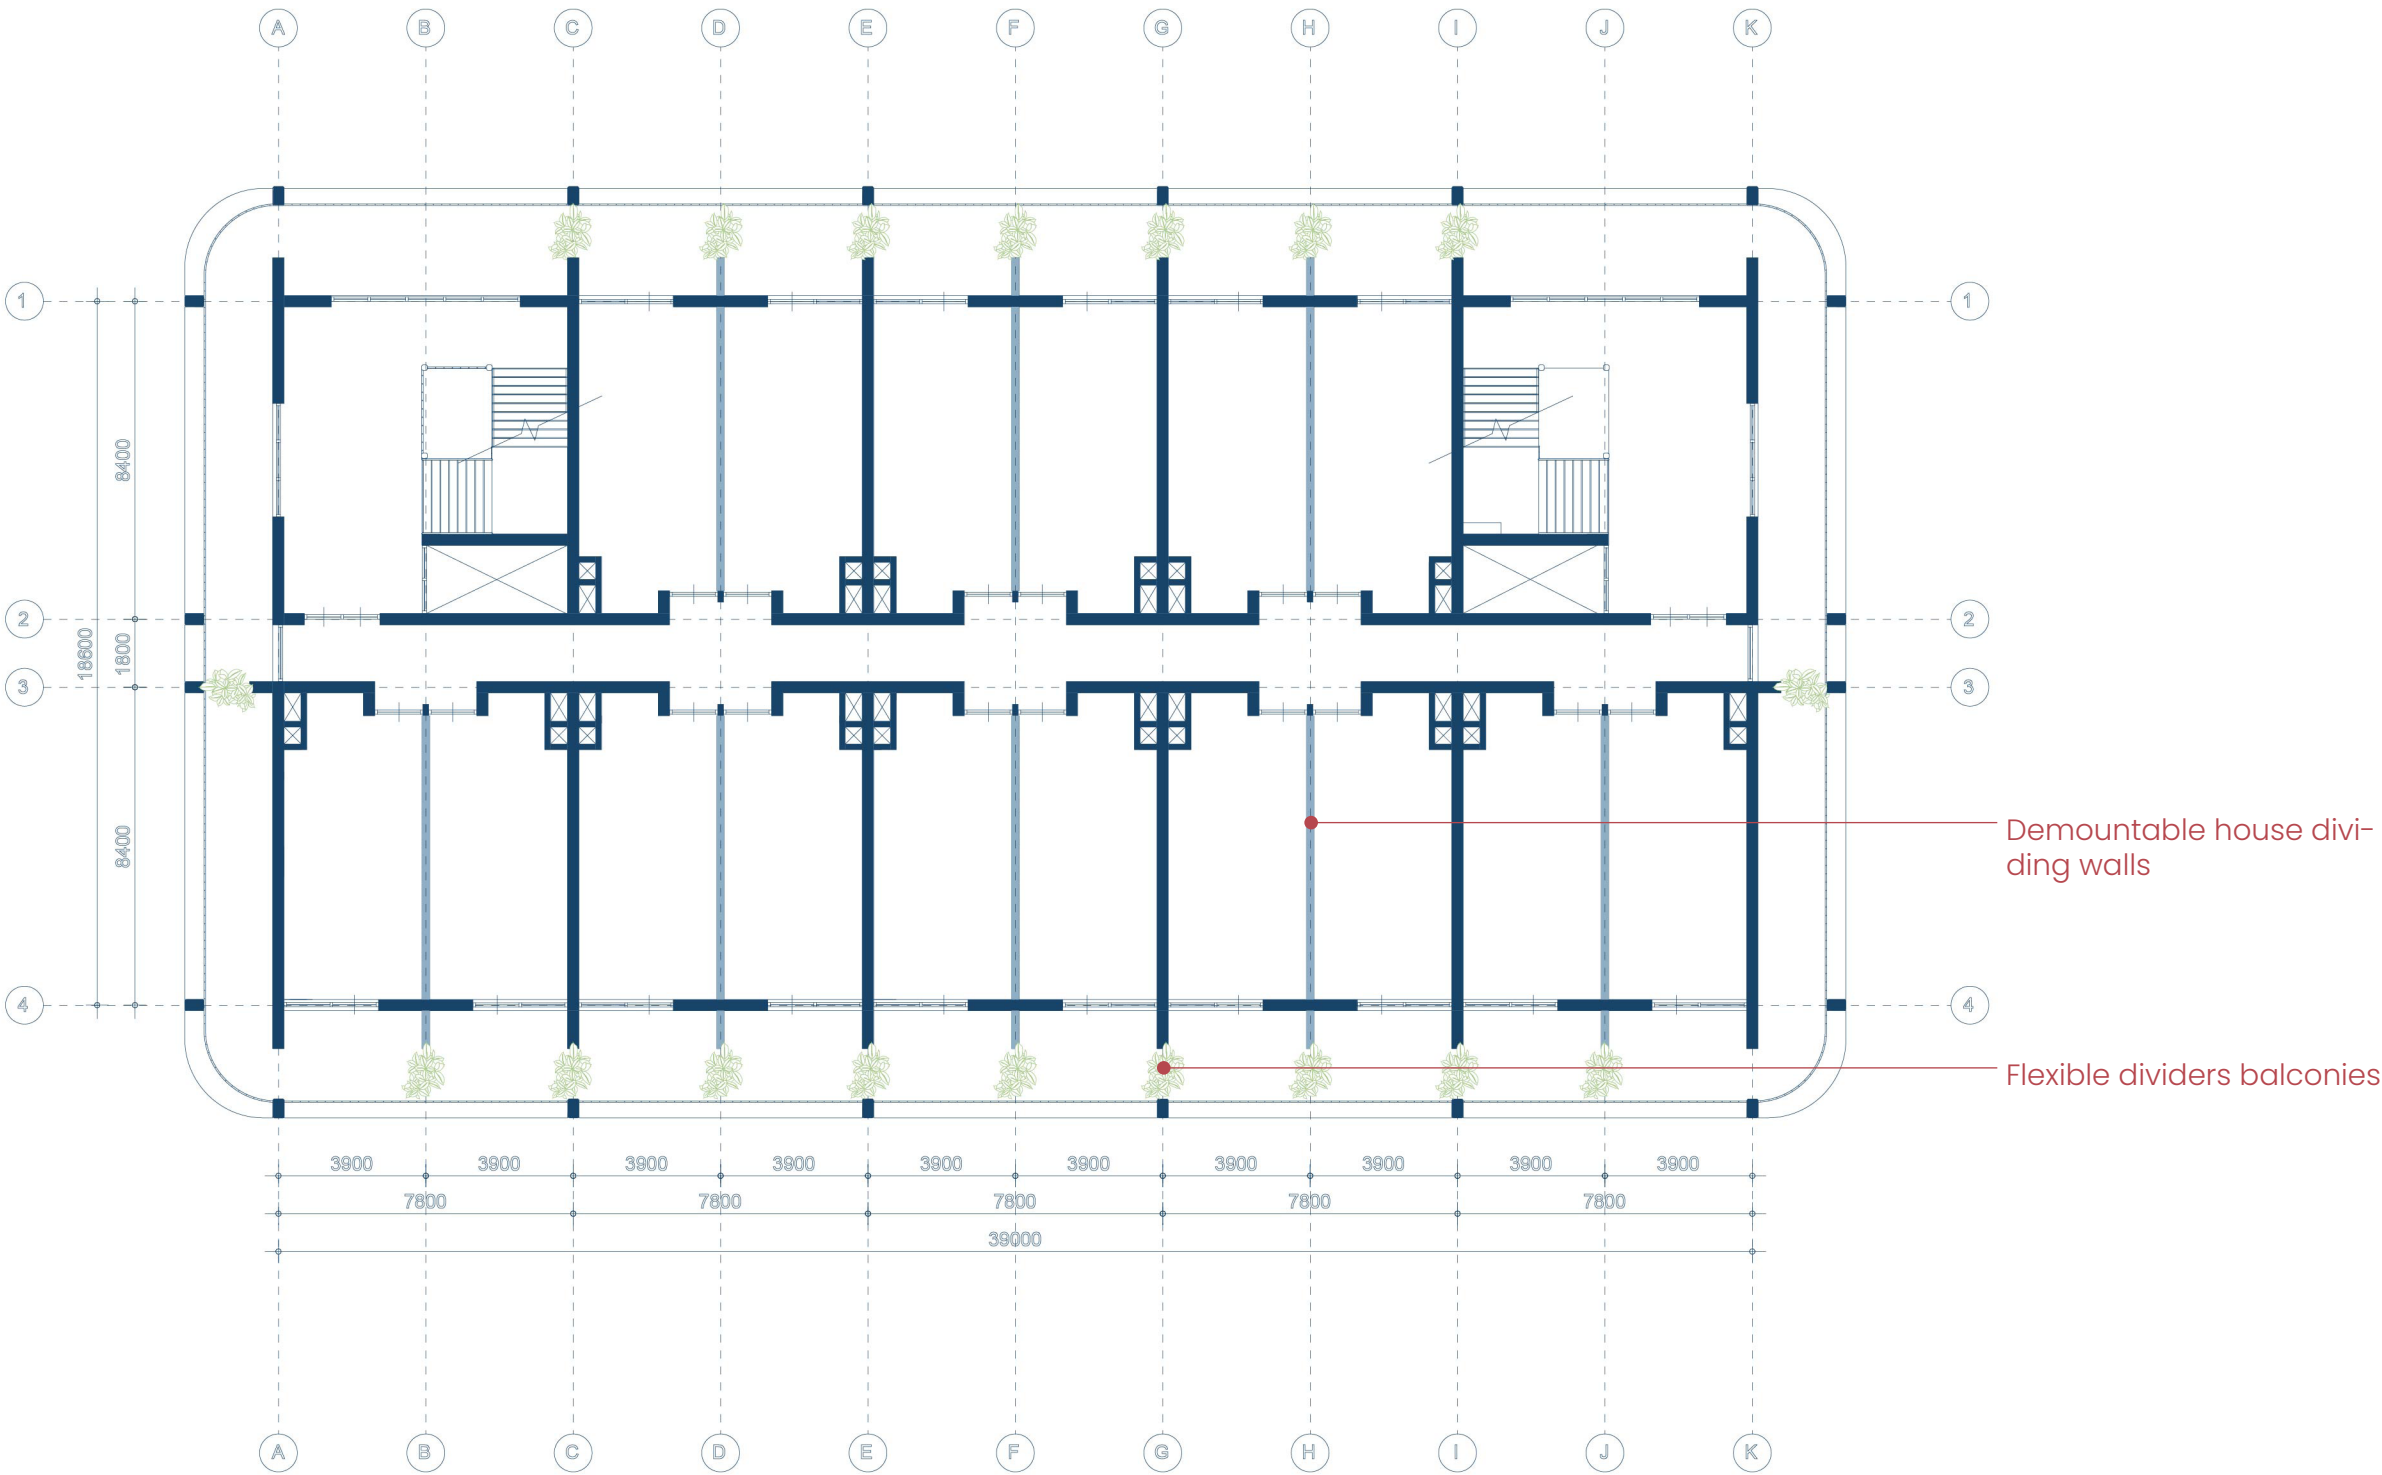 A B C D E F G H I J K
1 1
8400
2 2
18600 1800
3 3
8400
Demountable house divi-
ding walls
4 4
Flexible dividers balconies
3900 3900 3900 3900 3900 3900 3900 3900 3900 3900
7800 7800 7800 7800 7800
39000
A B C D E F G H I J K